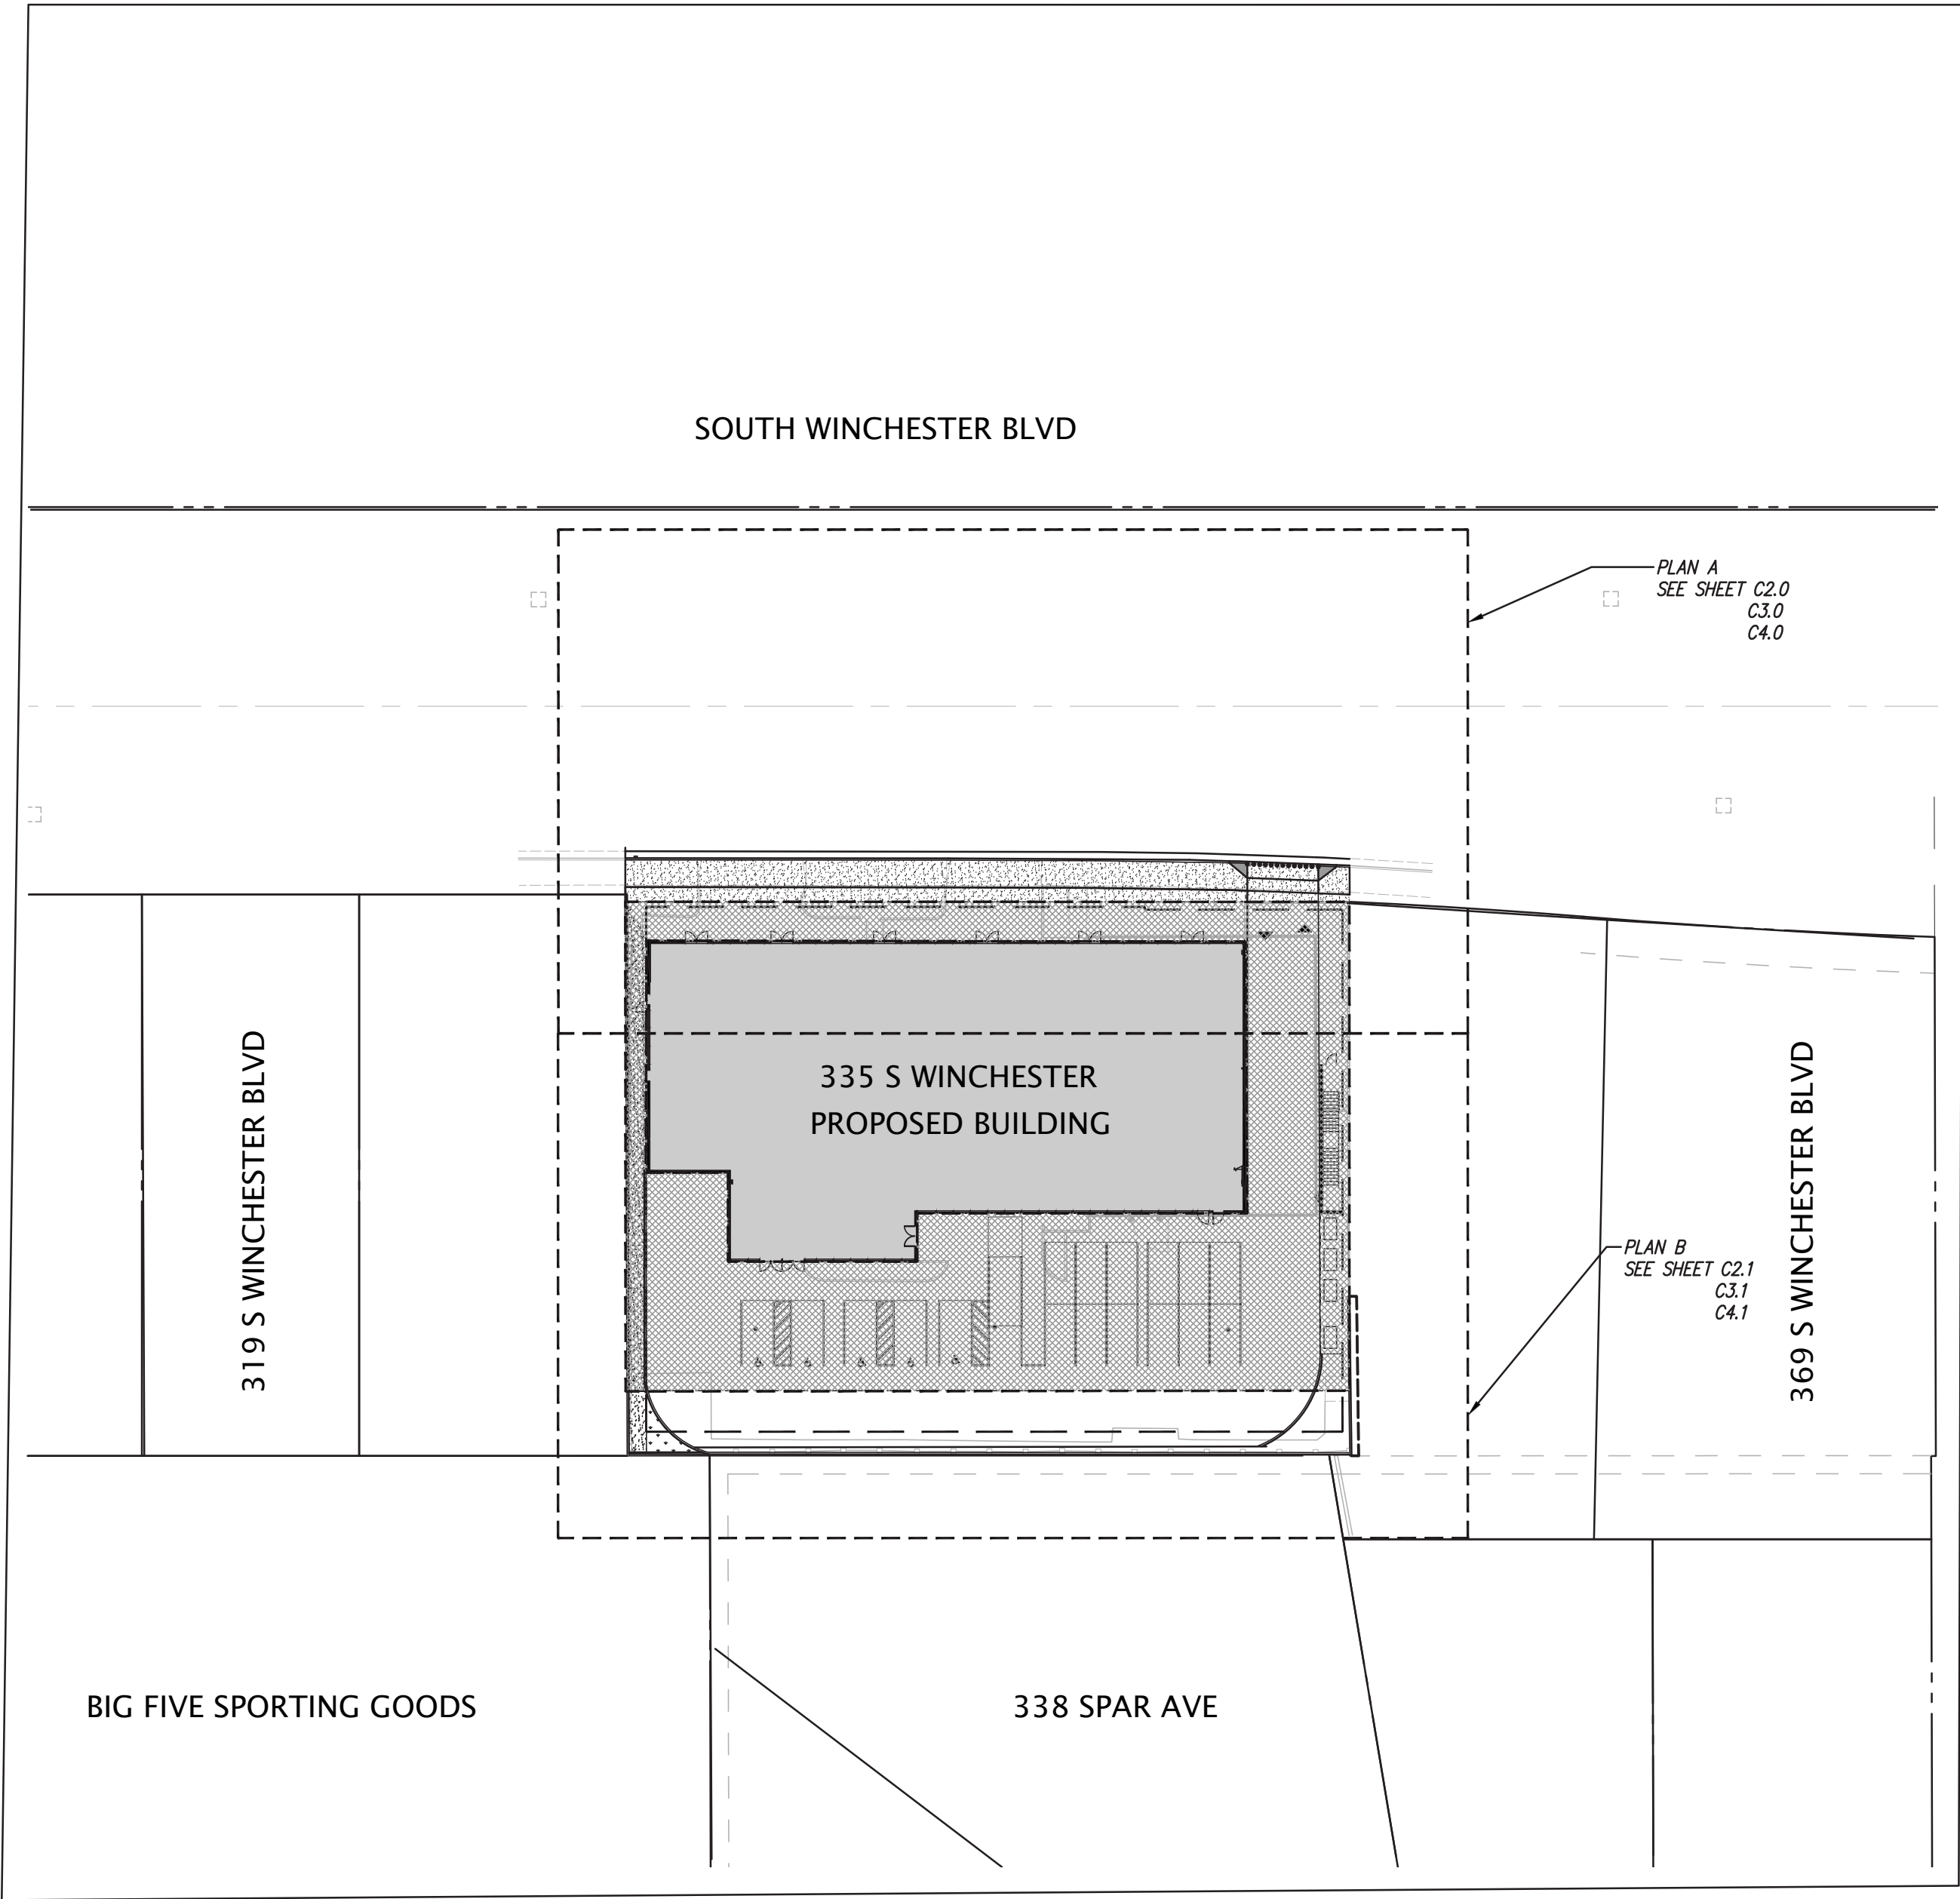 SOUTH WINCHESTER BLVD
PLAN A
SEE SHEET C2.0
C3.0
C4.0
319 S WINCHESTER BLVD
335 S WINCHESTER
PROPOSED BUILDING
369 S WINCHESTER BLVD
PLAN B
SEE SHEET C2.1
C3.1
C4.1
BIG FIVE SPORTING GOODS
338 SPAR AVE